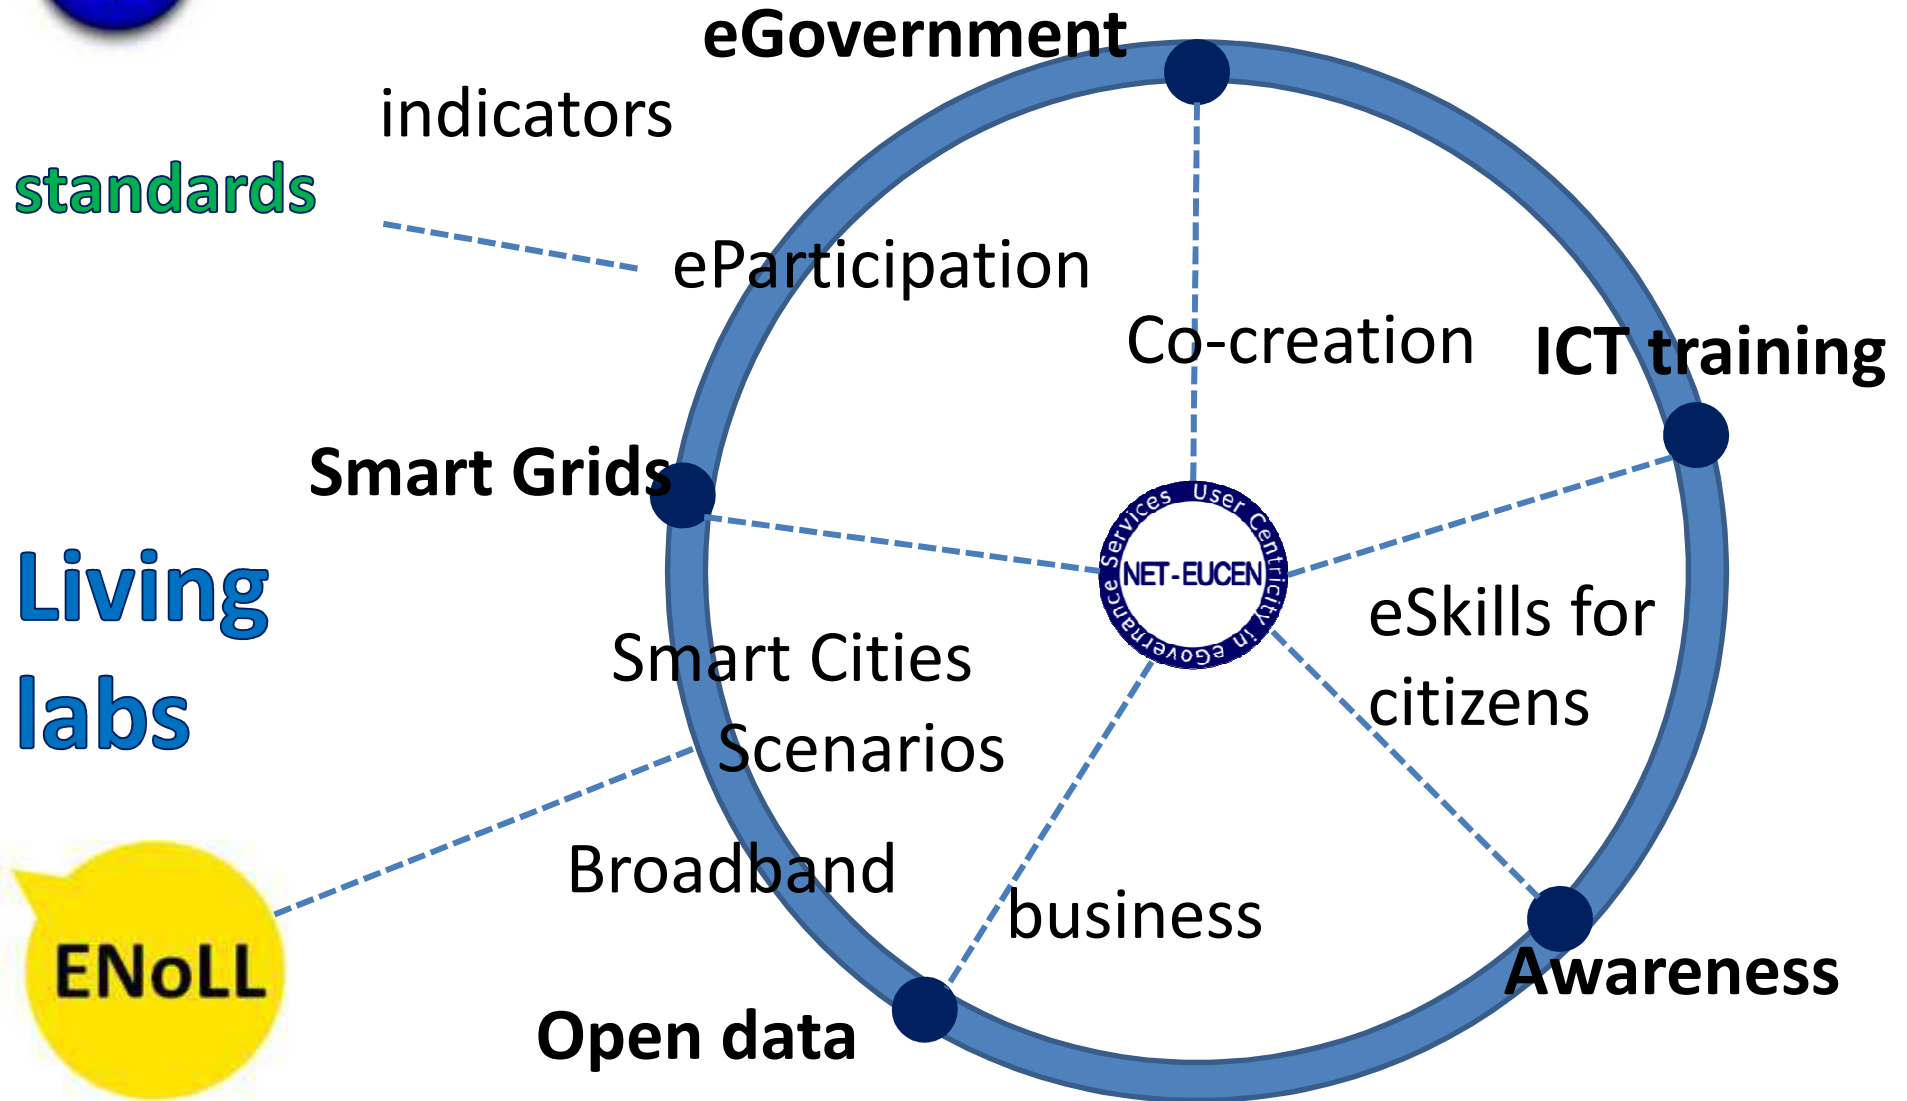 eGovernment
indicators
standards
eParticipation
Co-creation
ICT training
Smart Grids
User Centricity in eGovernance Services
NET-EUCEN
Living
labs
eSkills for
citizens
Smart Cities
Scenarios
Broadband
business
ENoLL
Awareness
Open data